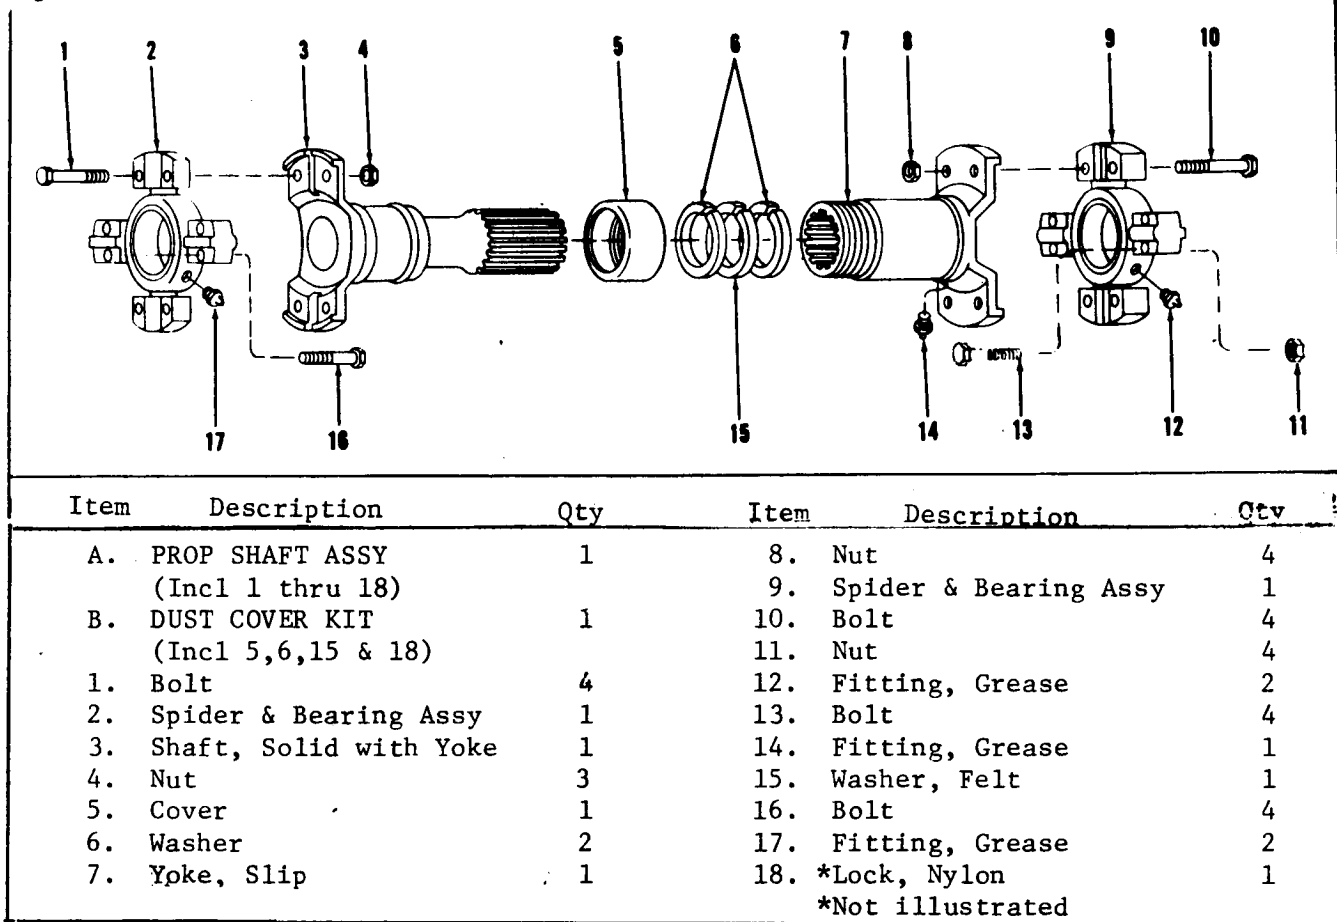 1 2 3 4 5 6 7 8 9 10
17 16 15 14 13 12 11
Item Description Qty Item Description Qty
A. PROP SHAFT ASSY 1 8. Nut 4
(Incl 1 thru 18) 9. Spider & Bearing Assy 1
B. DUST COVER KIT 1 10. Bolt 4
(Incl 5,6,15 & 18) 11. Nut 4
1. Bolt 4 12. Fitting, Grease 2
2. Spider & Bearing Assy 1 13. Bolt 4
3. Shaft, Solid with Yoke 1 14. Fitting, Grease 1
4. Nut 3 15. Washer, Felt 1
5. Cover 1 16. Bolt 4
6. Washer 2 17. Fitting, Grease 2
7. Yoke, Slip 1 18. *Lock, Nylon 1
*Not illustrated